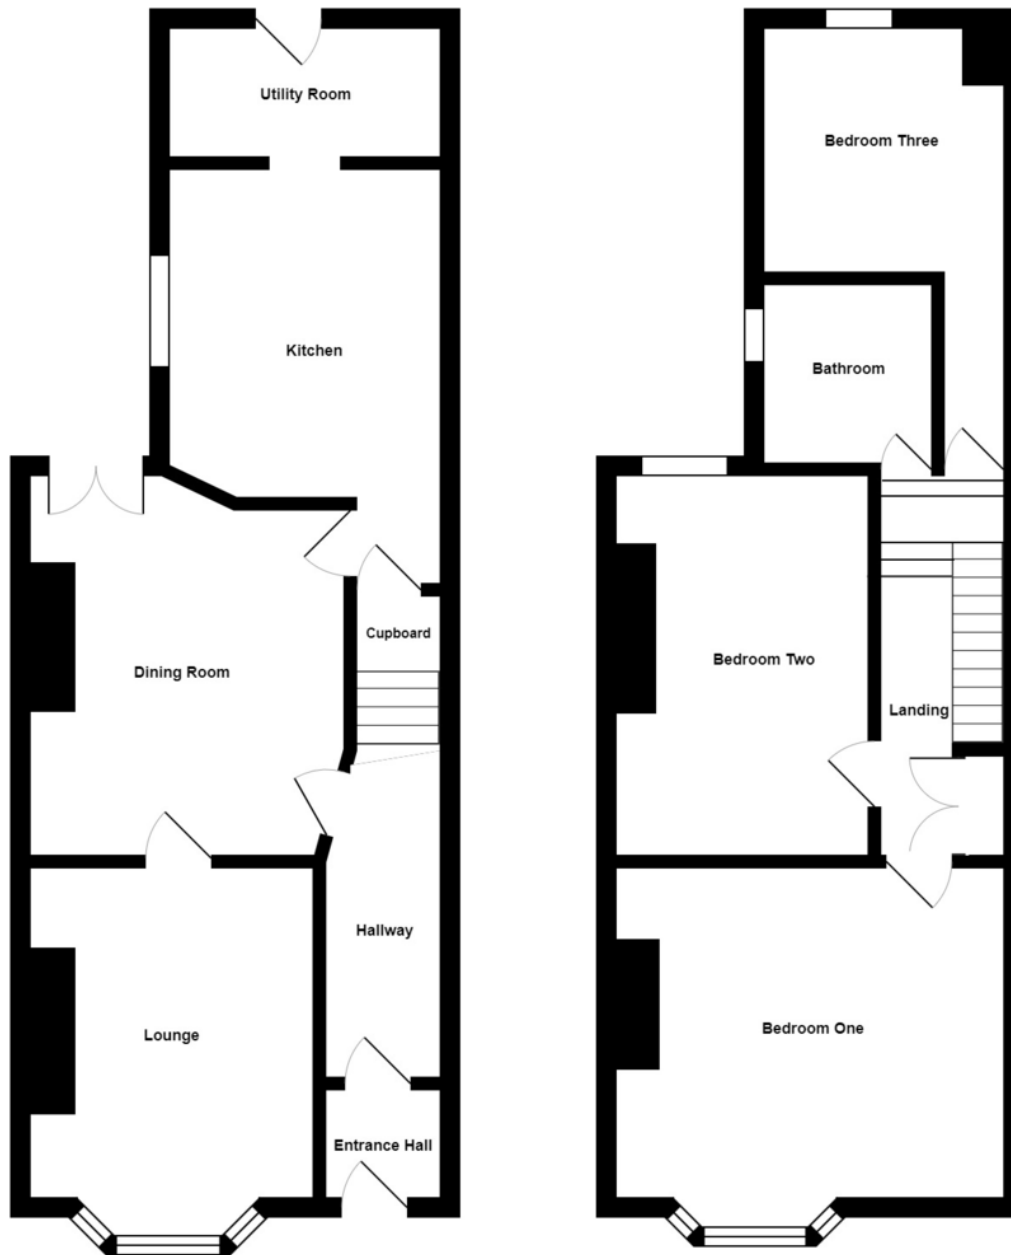 Utility Room
Kitchen
Cupboard
Dining Room
Hallway
Lounge
Entrance Hall
Bedroom Three
Bathroom
Bedroom Two
Landing
Bedroom One